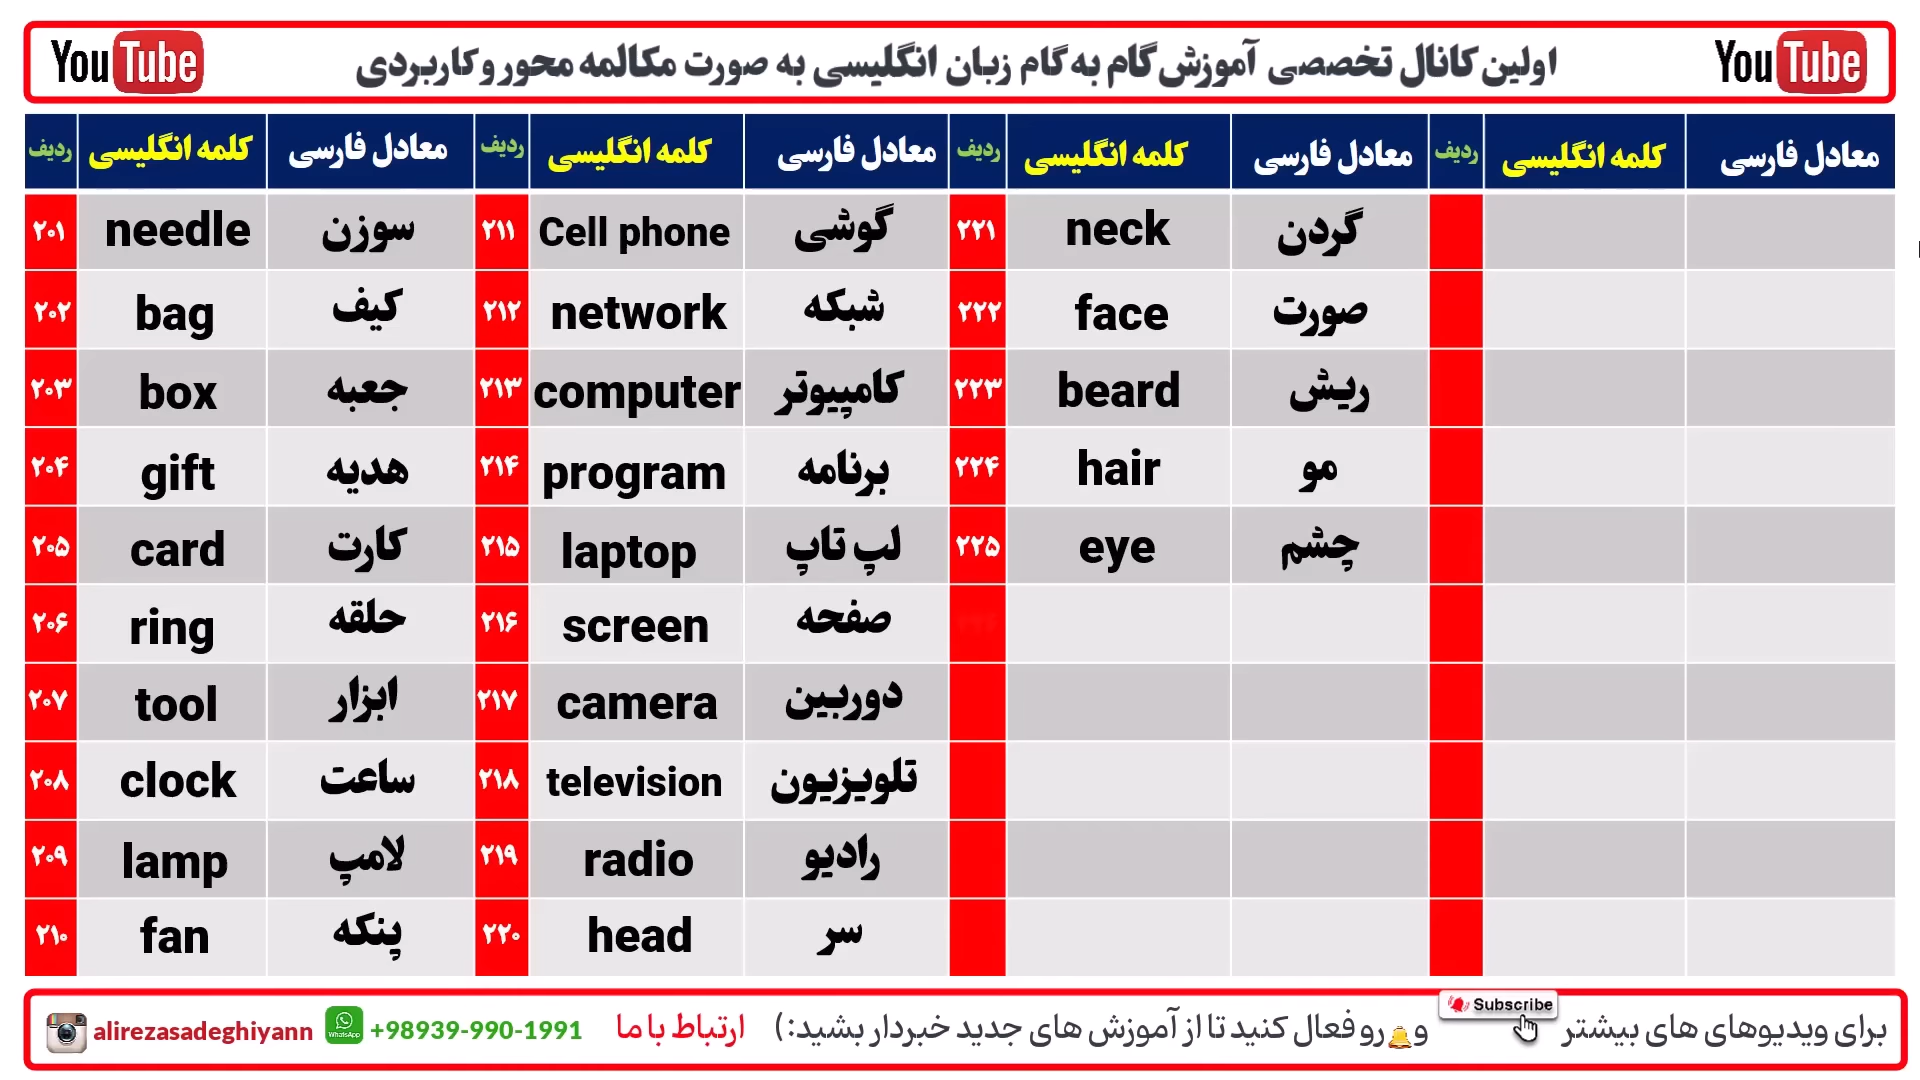 YouTube اولین کانال تخصصی آموزش گام به گام زبان انگلیسی به صورت مکالمه محور و کاربردی YouTube
ردیف کلمه انگلیسی معادل فارسی ردیف کلمه انگلیسی معادل فارسی ردیف کلمه انگلیسی معادل فارسی ردیف کلمه انگلیسی معادل فارسی
۲۰۱ needle سوزن ۲۱۱ Cell phone گوشی ۲۲۱ neck گردن
۲۰۲ bag کیف ۲۱۲ network شبکه ۲۲۲ face صورت
۲۰۳ box جعبه ۲۱۳ computer کامپیوتر ۲۲۳ beard ریش
۲۰۴ gift هدیه ۲۱۴ program برنامه ۲۲۴ hair مو
۲۰۵ card کارت ۲۱۵ laptop لپ تاپ ۲۲۵ eye چشم
۲۰۶ ring حلقه ۲۱۶ screen صفحه
۲۰۷ tool ابزار ۲۱۷ camera دوربین
۲۰۸ clock ساعت ۲۱۸ television تلویزیون
۲۰۹ lamp لامپ ۲۱۹ radio رادیو
۲۱۰ fan پنکه ۲۲۰ head سر
برای ویدیوهای های بیشتر Subscribe و رو فعال کنید تا از آموزش های جدید خبردار بشید:) ارتباط با ما +98939-990-1991 WhatsApp alirezasadeghiyann